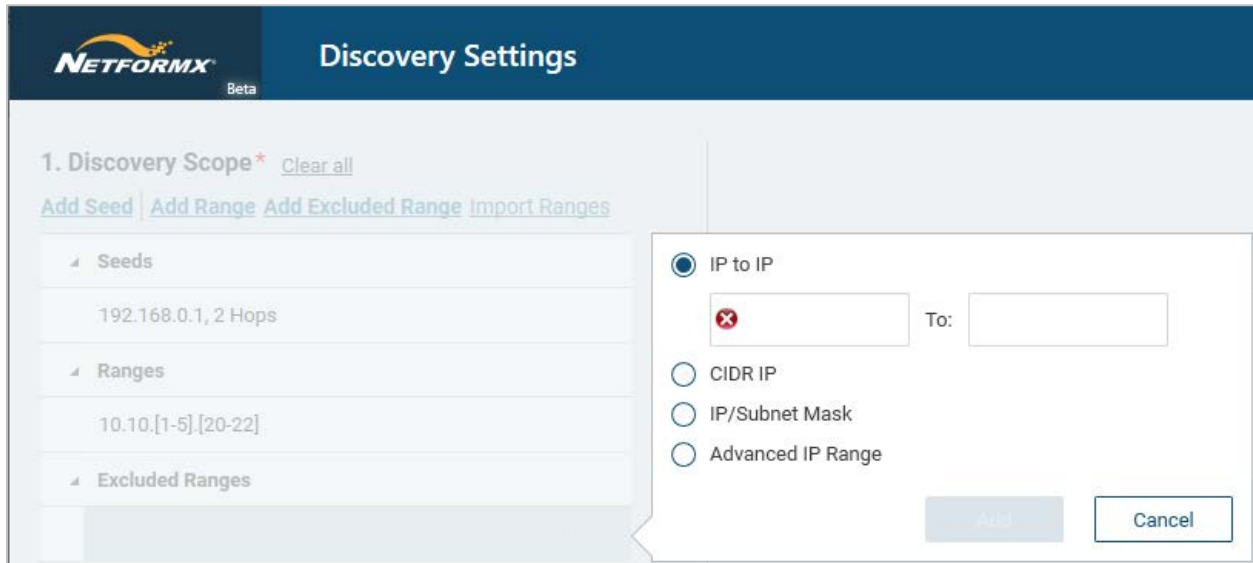 NETFORMX
Beta
Discovery Settings
1. Discovery Scope* Clear all
Add Seed Add Range Add Excluded Range Import Ranges
Seeds
192.168.0.1, 2 Hops
Ranges
10.10.[1-5].[20-22]
Excluded Ranges
IP to IP
To:
CIDR IP
IP/Subnet Mask
Advanced IP Range
Add Cancel